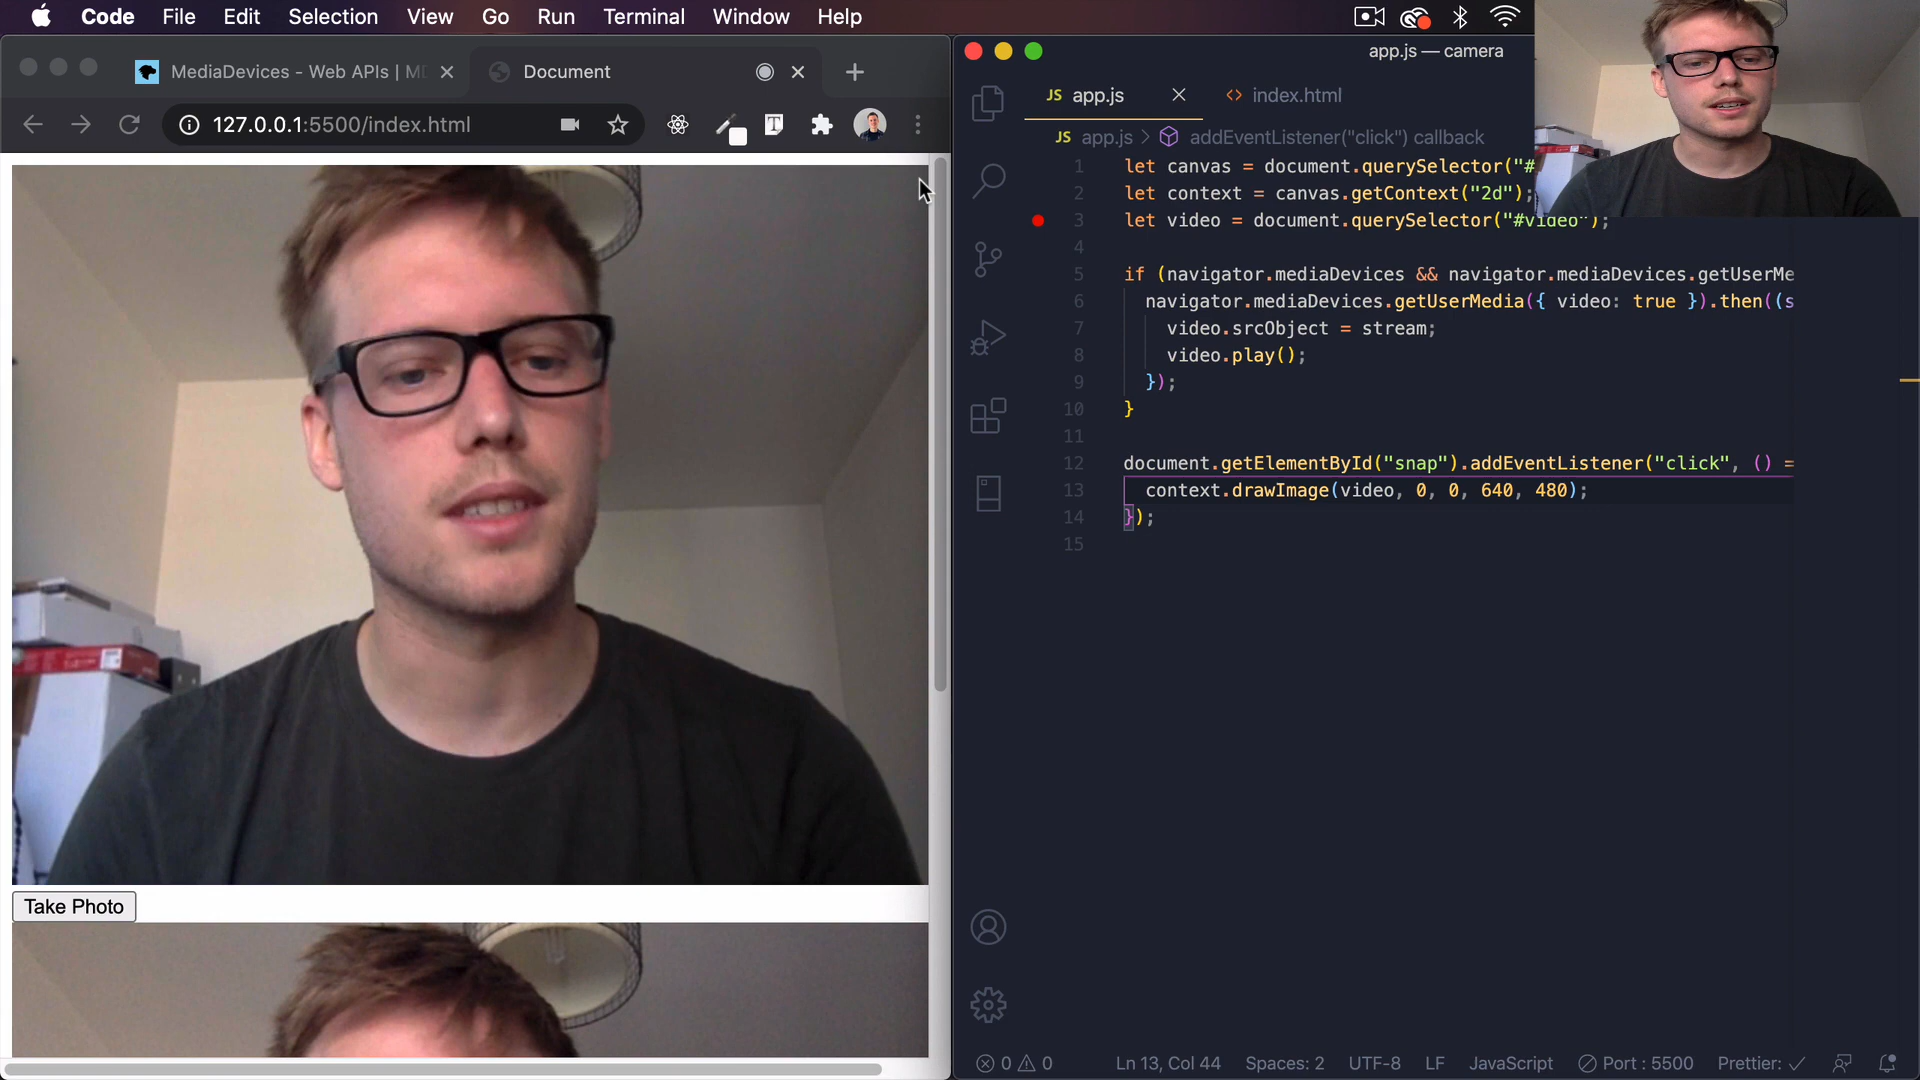 Code File Edit Selection View Go Run Terminal Window Help
MediaDevices - Web APIs | MD
Document
127.0.0.1:5500/index.html
Take Photo
app.js — camera
JS app.js
<> index.html
JS app.js > addEventListener("click") callback
1 let canvas = document.querySelector("#
2 let context = canvas.getContext("2d");
3 let video = document.querySelector("#video");
4
5 if (navigator.mediaDevices && navigator.mediaDevices.getUserMe
6 navigator.mediaDevices.getUserMedia({ video: true }).then((s
7 video.srcObject = stream;
8 video.play();
9 });
10 }
11
12 document.getElementById("snap").addEventListener("click", () =
13 context.drawImage(video, 0, 0, 640, 480);
14 });
15
0 0 Ln 13, Col 44 Spaces: 2 UTF-8 LF JavaScript Port : 5500 Prettier: ✓